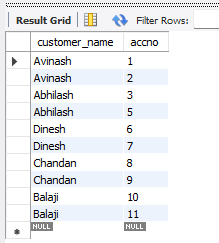 Result Grid Filter Rows:
customer_name accno
Avinash 1
Avinash 2
Abhilash 3
Abhilash 5
Dinesh 6
Dinesh 7
Chandan 8
Chandan 9
Balaji 10
Balaji 11
NULL NULL